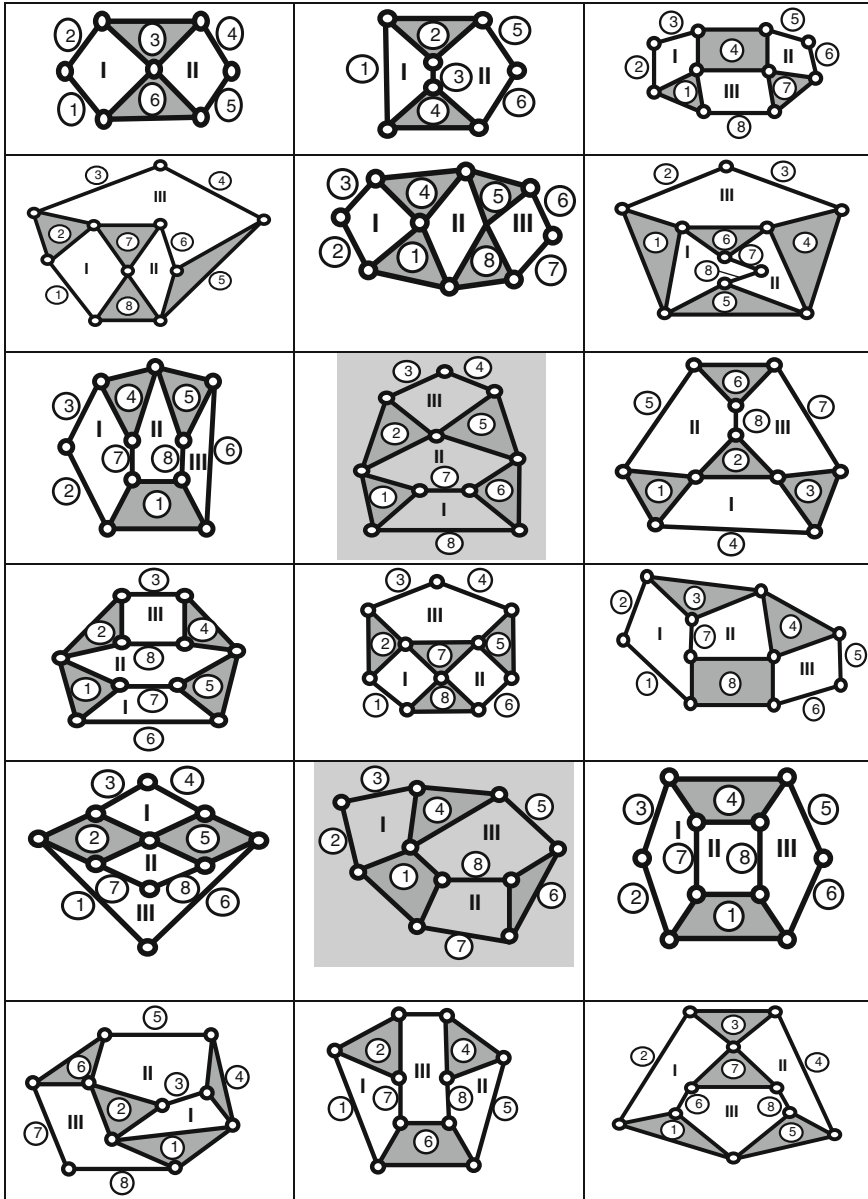 2 3 4
I II
1 6 5
2 5
1 I 3 II
4 6
3 5
I 4 II 6
2
1 III 7
8
3 4
III
2 7 6
I II
1 8 5
3 4 5 6
I II III
2 1 8 7
2 3
III
1 6 4
I 7
8 II
5
3 4 5
I II
7 8 III 6
2 1
3 4
III
2 5
II
1 7 6
I
8
6
5 8 7
II III
1 2 3
I
4
3
III
2 4
II 8
1 7 5
I
6
3 4
III
2 7 5
I II
1 8 6
2 3
I 7 II 4
III 5
1 8 6
3 4
I
2 5
II
1 7 8 6
III
3
2 I 4 5
III
1 8 6
II
7
3 4 5
I
7 II 8 III
2 1 6
5
6 II
3 4
2 I
7 III 1
8
2 III 4
I II
1 7 8 5
6
3
2 I II 4
7
6 III 8
1 5